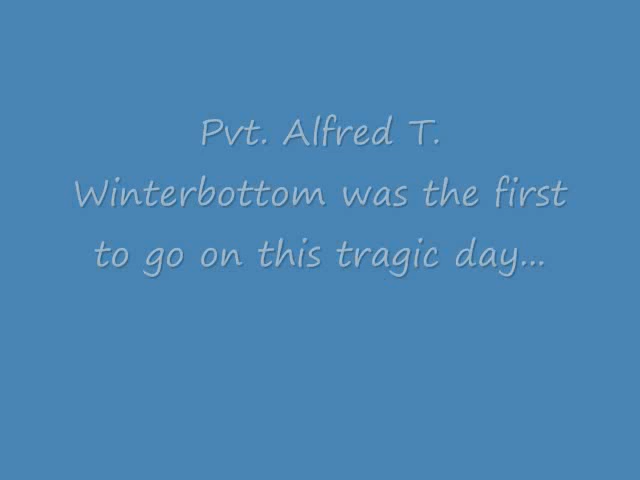 Pvt. Alfred T.
Winterbottom was the first
to go on this tragic day...